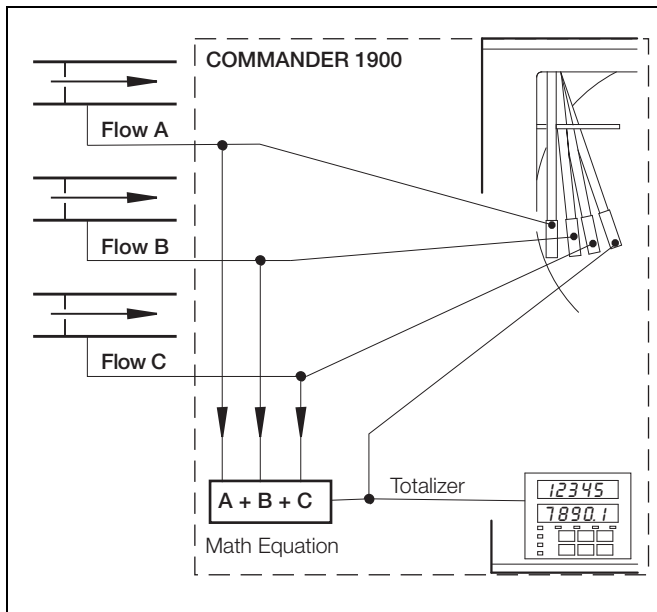 COMMANDER 1900
Flow A
Flow B
Flow C
A + B + C
Math Equation
Totalizer
12345
7890.1